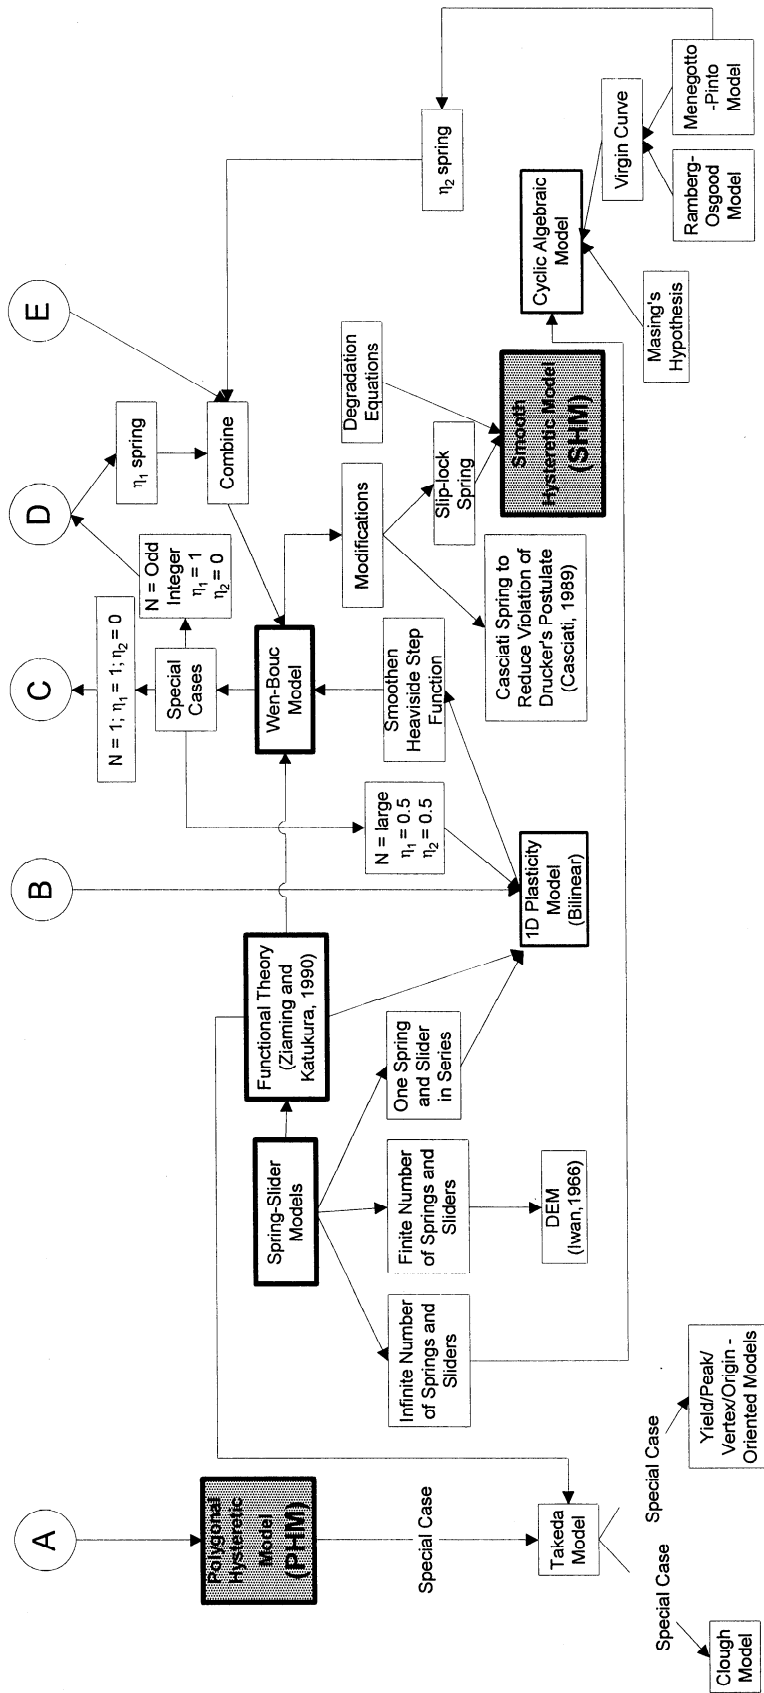 A
B
C
D
E
Polygonal
Hysteretic
Model
(PHM)
Special Case
Takeda
Model
Special Case
Clough
Model
Special Case
Yield/Peak/
Vertex/Origin -
Oriented Models
Spring-Slider
Models
Infinite Number
of Springs and
Sliders
Finite Number
of Springs and
Sliders
DEM
(Iwan,1966)
One Spring
and Slider
in Series
Functional Theory
(Ziaming and
Katukura, 1990)
1D Plasticity
Model
(Bilinear)
N = large
η1 = 0.5
η2 = 0.5
N = 1; η1 = 1; η2 = 0
Special
Cases
N = Odd
Integer
η1 = 1
η2 = 0
Wen-Bouc
Model
Smoothen
Heaviside Step
Function
η1 spring
Combine
η2 spring
Modifications
Casciati Spring to
Reduce Violation of
Drucker's Postulate
(Casciati, 1989)
Slip-lock
Spring
Degradation
Equations
Smooth
Hysteretic Model
(SHM)
Cyclic Algebraic
Model
Masing's
Hypothesis
Virgin Curve
Ramberg-
Osgood
Model
Menegotto
-Pinto
Model